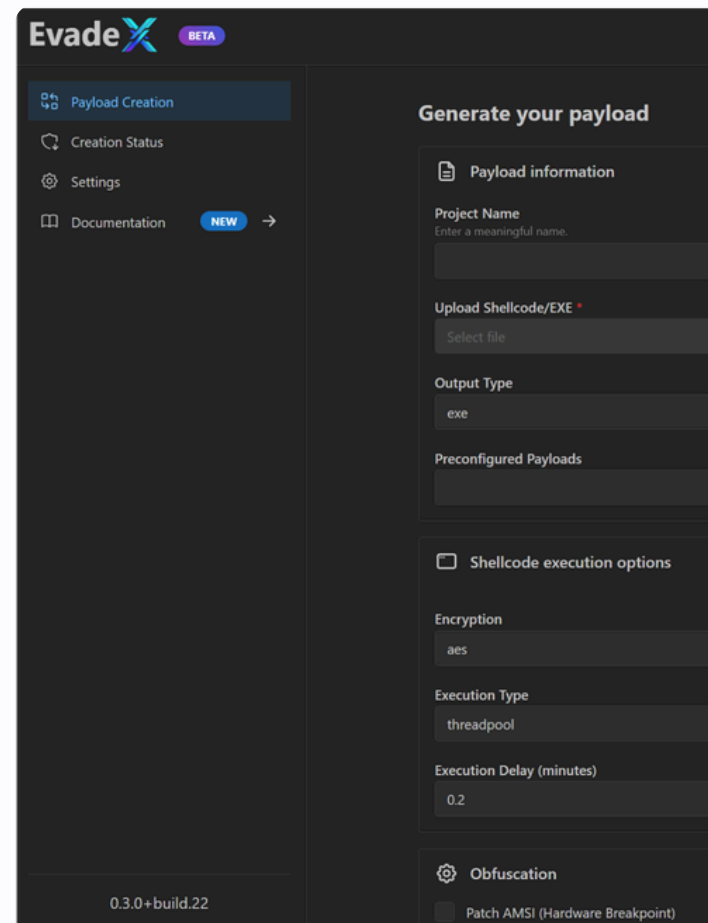 EvadeX BETA
Payload Creation
Creation Status
Settings
Documentation NEW
0.3.0+build.22
Generate your payload
Payload information
Project Name
Enter a meaningful name.
Upload Shellcode/EXE *
Select file
Output Type
exe
Preconfigured Payloads
Shellcode execution options
Encryption
aes
Execution Type
threadpool
Execution Delay (minutes)
0.2
Obfuscation
Patch AMSI (Hardware Breakpoint)